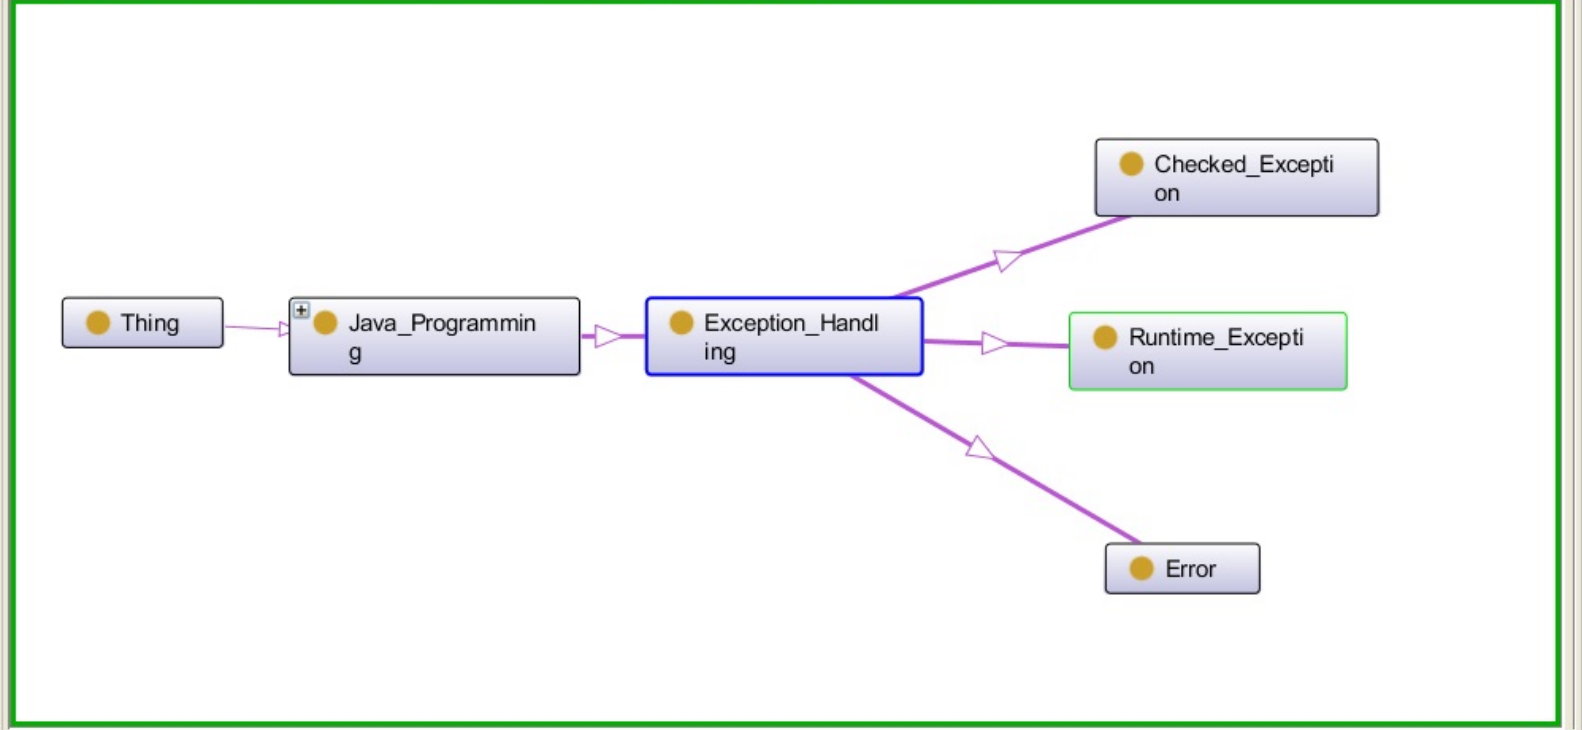 Thing
Java_Programmin
g
Exception_Handl
ing
Checked_Excepti
on
Runtime_Excepti
on
Error